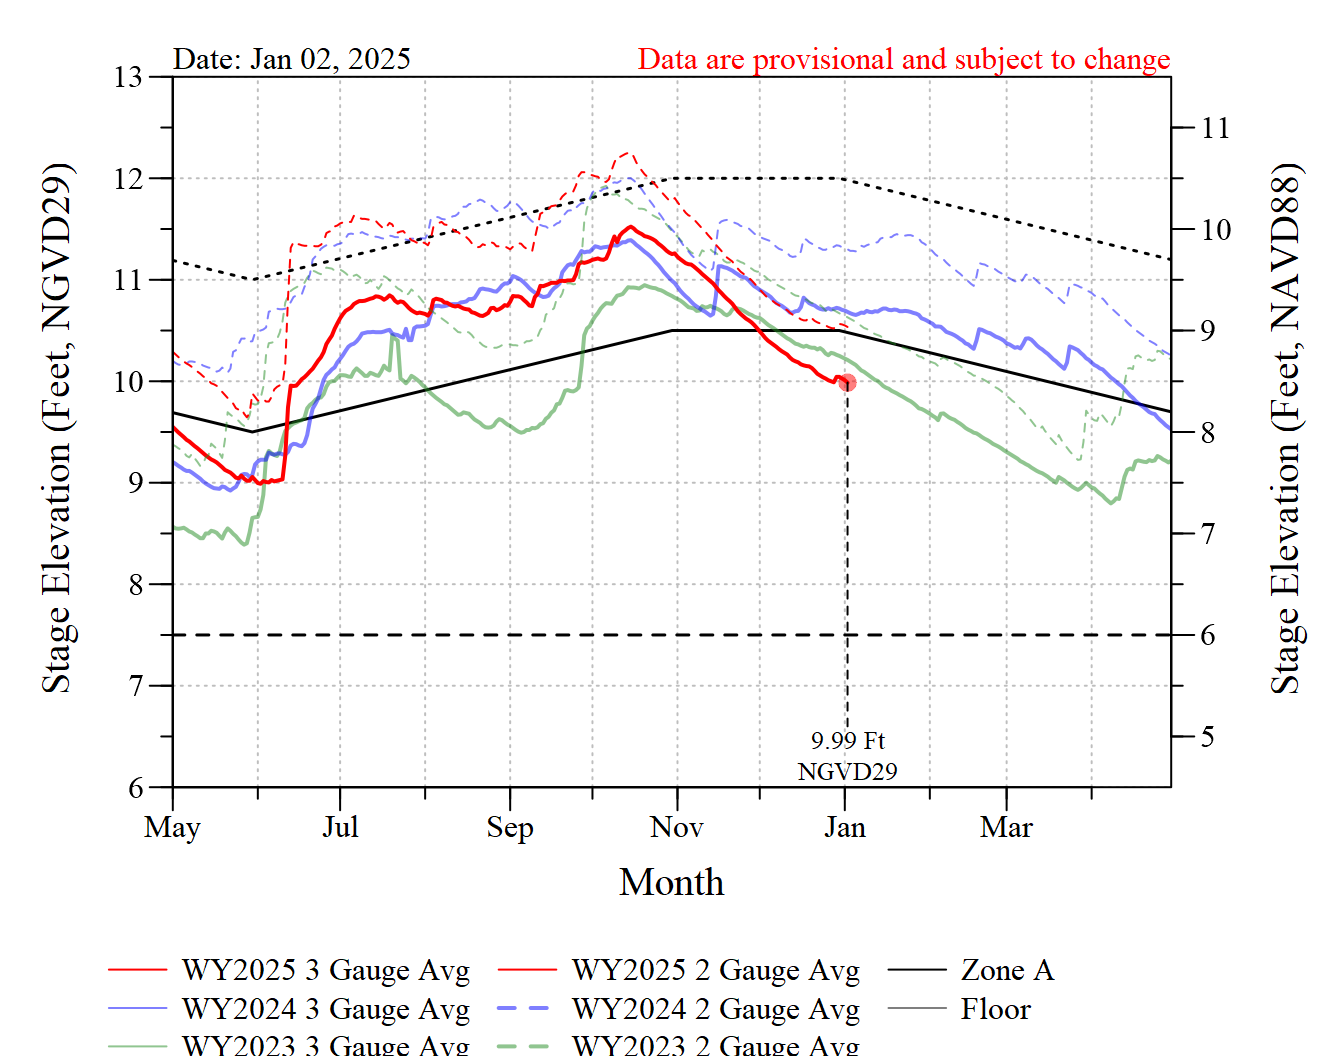 Date: Jan 02, 2025
Data are provisional and subject to change
13
12
11
10
9
8
7
6
11
10
9
8
7
6
5
Stage Elevation (Feet, NGVD29)
Stage Elevation (Feet, NAVD88)
9.99 Ft
NGVD29
May Jul Sep Nov Jan Mar
Month
WY2025 3 Gauge Avg WY2025 2 Gauge Avg Zone A
WY2024 3 Gauge Avg WY2024 2 Gauge Avg Floor
WY2023 3 Gauge Avg WY2023 2 Gauge Avg